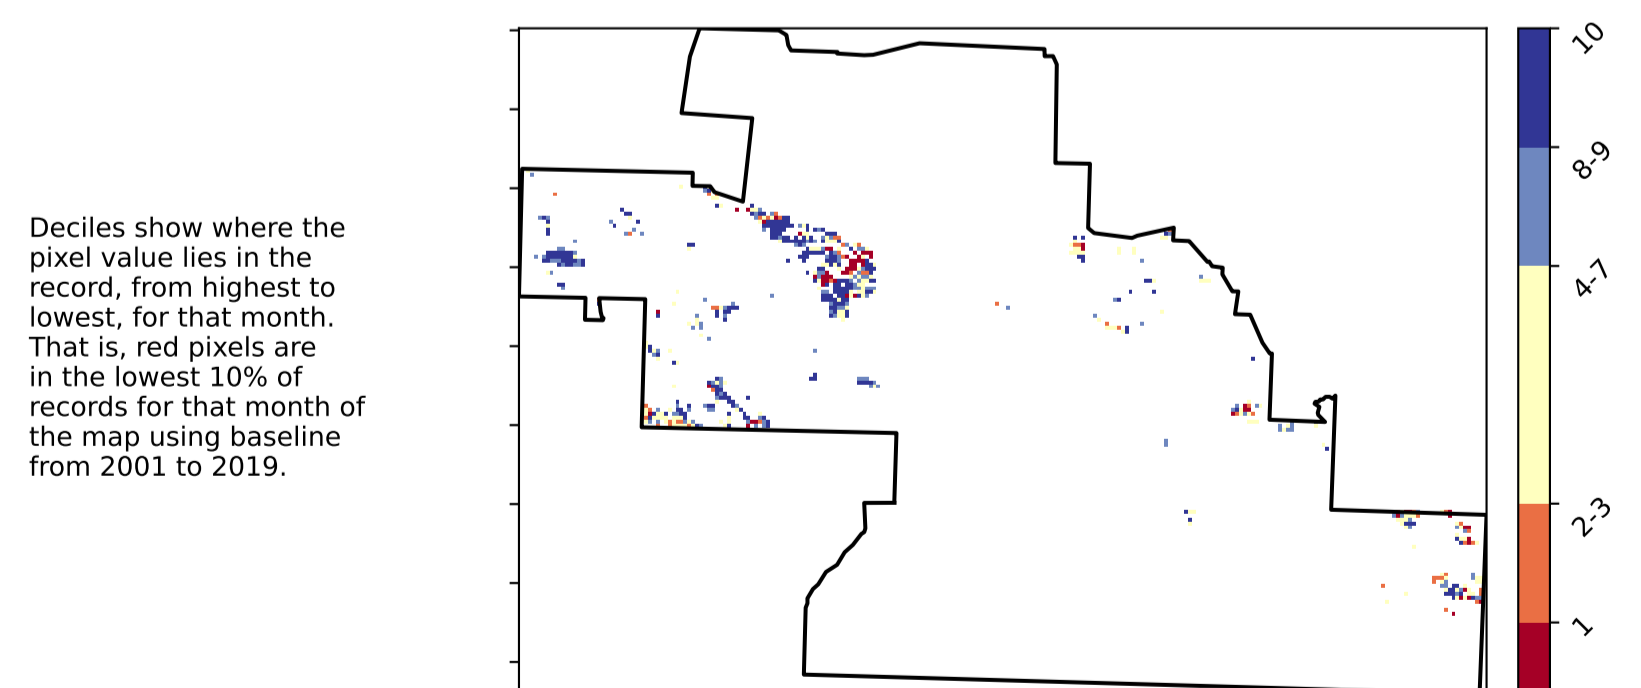 Deciles show where the
pixel value lies in the
record, from highest to
lowest, for that month.
That is, red pixels are
in the lowest 10% of
records for that month of
the map using baseline
from 2001 to 2019.
10
8-9
4-7
2-3
1